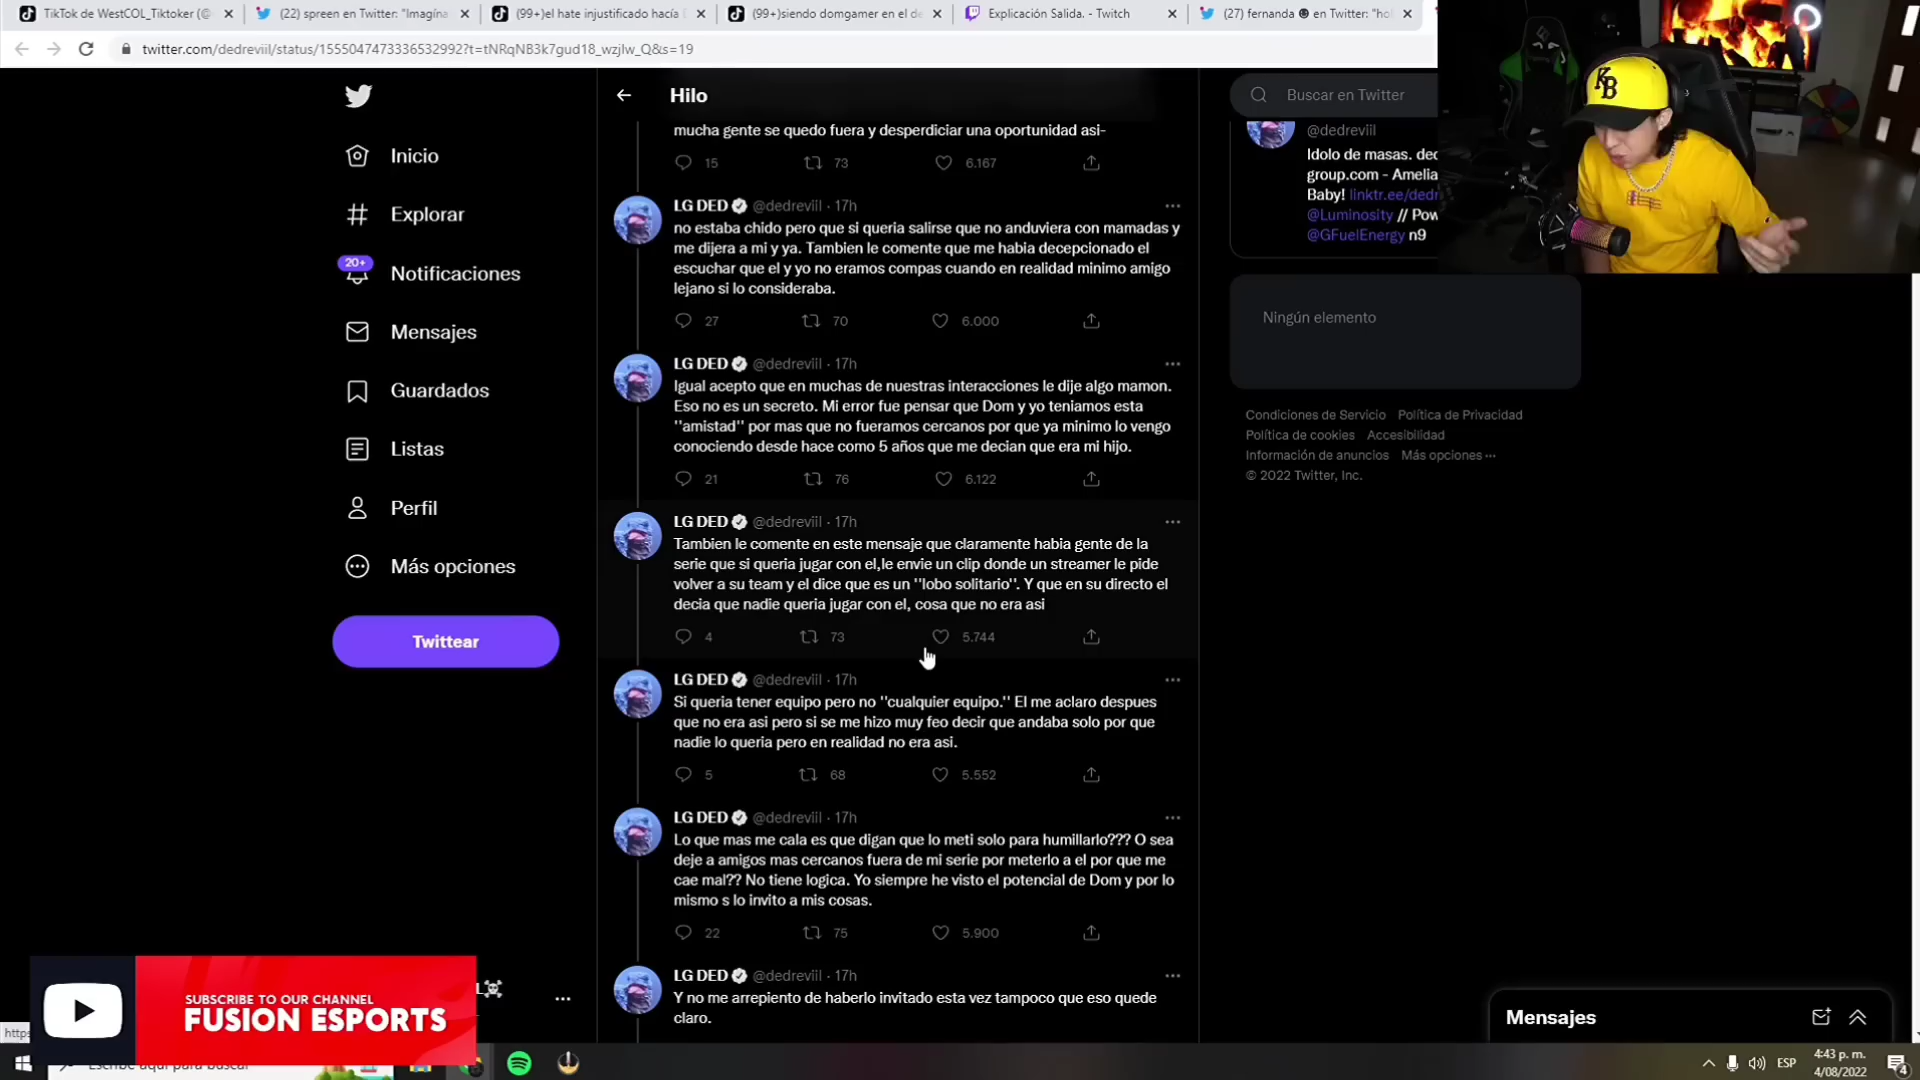 TikTok de WestCOL_Tiktoker (@
(22) spreen en Twitter: "Imagina
(99+)el hate injustificado hacía
(99+)siendo domgamer en el de
Explicación Salida. - Twitch
(27) fernanda en Twitter: "hol
twitter.com/dedreviil/status/1555047473336532992?t=tNRqNB3k7gud18_wzjlw_Q&s=19
Inicio
Explorar
20+
Notificaciones
Mensajes
Guardados
Listas
Perfil
Más opciones
Twittear
Hilo
mucha gente se quedo fuera y desperdiciar una oportunidad asi-
15 73 6.167
LG DED @dedreviil · 17h
no estaba chido pero que si queria salirse que no anduviera con mamadas y
me dijera a mi y ya. Tambien le comente que me habia decepcionado el
escuchar que el y yo no eramos compas cuando en realidad minimo amigo
lejano si lo consideraba.
27 70 6.000
LG DED @dedreviil · 17h
Igual acepto que en muchas de nuestras interacciones le dije algo mamon.
Eso no es un secreto. Mi error fue pensar que Dom y yo teniamos esta
''amistad'' por mas que no fueramos cercanos por que ya minimo lo vengo
conociendo desde hace como 5 años que me decian que era mi hijo.
21 76 6.122
LG DED @dedreviil · 17h
Tambien le comente en este mensaje que claramente habia gente de la
serie que si queria jugar con el,le envie un clip donde un streamer le pide
volver a su team y el dice que es un ''lobo solitario''. Y que en su directo el
decia que nadie queria jugar con el, cosa que no era asi
4 73 5.744
LG DED @dedreviil · 17h
Si queria tener equipo pero no ''cualquier equipo.'' El me aclaro despues
que no era asi pero si se me hizo muy feo decir que andaba solo por que
nadie lo queria pero en realidad no era asi.
5 68 5.552
LG DED @dedreviil · 17h
Lo que mas me cala es que digan que lo meti solo para humillarlo??? O sea
deje a amigos mas cercanos fuera de mi serie por meterlo a el por que me
cae mal?? No tiene logica. Yo siempre he visto el potencial de Dom y por lo
mismo s lo invito a mis cosas.
22 75 5.900
LG DED @dedreviil · 17h
Y no me arrepiento de haberlo invitado esta vez tampoco que eso quede
claro.
Buscar en Twitter
@dedreviil
Idolo de masas. ded
group.com - Amelia
Baby! linktr.ee/dedr
@Luminosity // Pow
@GFuelEnergy n9
Ningún elemento
Condiciones de Servicio Política de Privacidad
Política de cookies Accesibilidad
Información de anuncios Más opciones
© 2022 Twitter, Inc.
KB
SUBSCRIBE TO OUR CHANNEL
FUSION ESPORTS
Mensajes
https
ESP
4:43 p. m.
4/08/2022
4